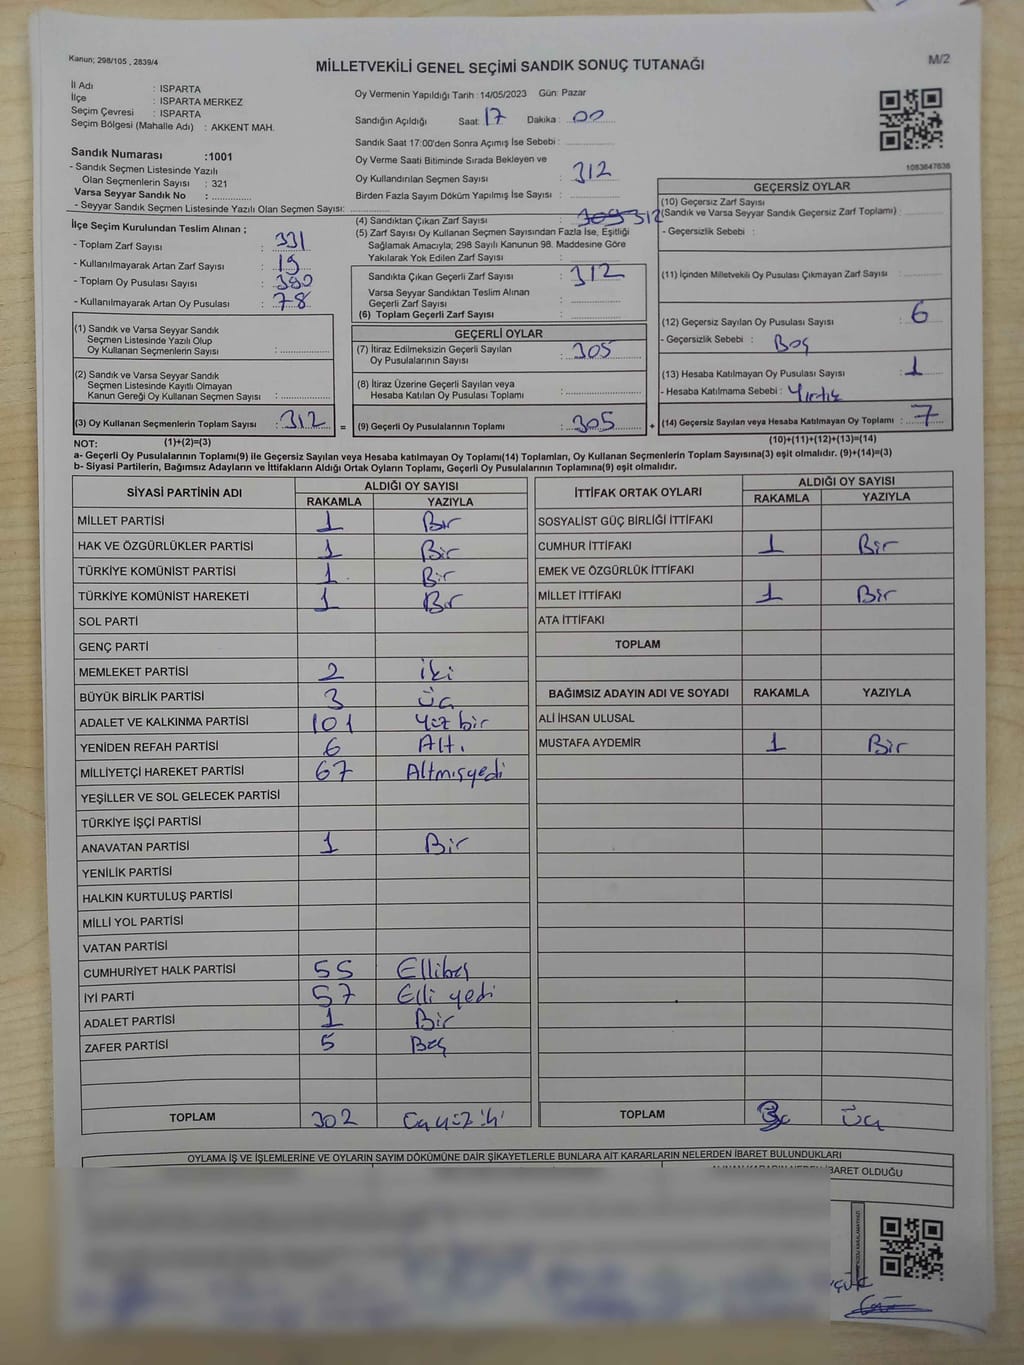 Kanun; 298/105 , 2839/4
MİLLETVEKİLİ GENEL SEÇİMİ SANDIK SONUÇ TUTANAĞI
M/2
İl Adı : ISPARTA
İlçe : ISPARTA MERKEZ
Seçim Çevresi : ISPARTA
Seçim Bölgesi (Mahalle Adı) : AKKENT MAH.
Sandık Numarası :1001
- Sandık Seçmen Listesinde Yazılı
Olan Seçmenlerin Sayısı : 321
Varsa Seyyar Sandık No :
- Seyyar Sandık Seçmen Listesinde Yazılı Olan Seçmen Sayısı:
Oy Vermenin Yapıldığı Tarih : 14/05/2023 Gün: Pazar
Sandığın Açıldığı Saat: 17 Dakika : 00
Sandık Saat 17:00'den Sonra Açımış İse Sebebi :
Oy Verme Saati Bitiminde Sırada Bekleyen ve
Oy Kullandırılan Seçmen Sayısı : 312
Birden Fazla Sayım Döküm Yapılmış İse Sayısı :
1083647636
İlçe Seçim Kurulundan Teslim Alınan ;
- Toplam Zarf Sayısı : 331
- Kullanılmayarak Artan Zarf Sayısı : 19
- Toplam Oy Pusulası Sayısı : 390
- Kullanılmayarak Artan Oy Pusulası : 78
(1) Sandık ve Varsa Seyyar Sandık
Seçmen Listesinde Yazılı Olup
Oy Kullanan Seçmenlerin Sayısı :
(2) Sandık ve Varsa Seyyar Sandık
Seçmen Listesinde Kayıtlı Olmayan
Kanun Gereği Oy Kullanan Seçmen Sayısı :
(3) Oy Kullanan Seçmenlerin Toplam Sayısı : 312 =
(4) Sandıktan Çıkan Zarf Sayısı : 305 312
(5) Zarf Sayısı Oy Kullanan Seçmen Sayısından Fazla İse, Eşitliği
Sağlamak Amacıyla; 298 Sayılı Kanunun 98. Maddesine Göre
Yakılarak Yok Edilen Zarf Sayısı :
Sandıkta Çıkan Geçerli Zarf Sayısı : 312
Varsa Seyyar Sandıktan Teslim Alınan
Geçerli Zarf Sayısı :
(6) Toplam Geçerli Zarf Sayısı :
GEÇERLİ OYLAR
(7) İtiraz Edilmeksizin Geçerli Sayılan
Oy Pusulalarının Sayısı : 305
(8) İtiraz Üzerine Geçerli Sayılan veya
Hesaba Katılan Oy Pusulası Toplamı :
(9) Geçerli Oy Pusulalarının Toplamı : 305 +
GEÇERSİZ OYLAR
(10) Geçersiz Zarf Sayısı
(Sandık ve Varsa Seyyar Sandık Geçersiz Zarf Toplamı) :
- Geçersizlik Sebebi :
(11) İçinden Milletvekili Oy Pusulası Çıkmayan Zarf Sayısı :
(12) Geçersiz Sayılan Oy Pusulası Sayısı : 6
- Geçersizlik Sebebi : Boş
(13) Hesaba Katılmayan Oy Pusulası Sayısı : 1
- Hesaba Katılmama Sebebi : Yırtık
(14) Geçersiz Sayılan veya Hesaba Katılmayan Oy Toplamı : 7
NOT: (1)+(2)=(3) (10)+(11)+(12)+(13)=(14)
a- Geçerli Oy Pusulalarının Toplamı(9) ile Geçersiz Sayılan veya Hesaba katılmayan Oy Toplamı(14) Toplamları, Oy Kullanan Seçmenlerin Toplam Sayısına(3) eşit olmalıdır. (9)+(14)=(3)
b- Siyasi Partilerin, Bağımsız Adayların ve İttifakların Aldığı Ortak Oyların Toplamı, Geçerli Oy Pusulalarının Toplamına(9) eşit olmalıdır.
SİYASİ PARTİNİN ADI ALDIĞI OY SAYISI
RAKAMLA YAZIYLA
MİLLET PARTİSİ 1 Bir
HAK VE ÖZGÜRLÜKLER PARTİSİ 1 Bir
TÜRKİYE KOMÜNİST PARTİSİ 1 Bir
TÜRKİYE KOMÜNİST HAREKETİ 1 Bir
SOL PARTİ
GENÇ PARTİ
MEMLEKET PARTİSİ 2 İki
BÜYÜK BİRLİK PARTİSİ 3 Üç
ADALET VE KALKINMA PARTİSİ 101 Yüz bir
YENİDEN REFAH PARTİSİ 6 Altı
MİLLİYETÇİ HAREKET PARTİSİ 67 Altmışyedi
YEŞİLLER VE SOL GELECEK PARTİSİ
TÜRKİYE İŞÇİ PARTİSİ
ANAVATAN PARTİSİ 1 Bir
YENİLİK PARTİSİ
HALKIN KURTULUŞ PARTİSİ
MİLLİ YOL PARTİSİ
VATAN PARTİSİ
CUMHURİYET HALK PARTİSİ 55 Ellibeş
İYİ PARTİ 57 Elli yedi
ADALET PARTİSİ 1 Bir
ZAFER PARTİSİ 5 Beş
TOPLAM 302 Üçyüz iki
İTTİFAK ORTAK OYLARI ALDIĞI OY SAYISI
RAKAMLA YAZIYLA
SOSYALİST GÜÇ BİRLİĞİ İTTİFAKI
CUMHUR İTTİFAKI 1 Bir
EMEK VE ÖZGÜRLÜK İTTİFAKI
MİLLET İTTİFAKI 1 Bir
ATA İTTİFAKI
TOPLAM
BAĞIMSIZ ADAYIN ADI VE SOYADI RAKAMLA YAZIYLA
ALİ İHSAN ULUSAL
MUSTAFA AYDEMİR 1 Bir
TOPLAM 3 Üç
OYLAMA İŞ VE İŞLEMLERİNE VE OYLARIN SAYIM DÖKÜMÜNE DAİR ŞİKAYETLERLE BUNLARA AİT KARARLARIN NELERDEN İBARET BULUNDUKLARI
İBARET OLDUĞU